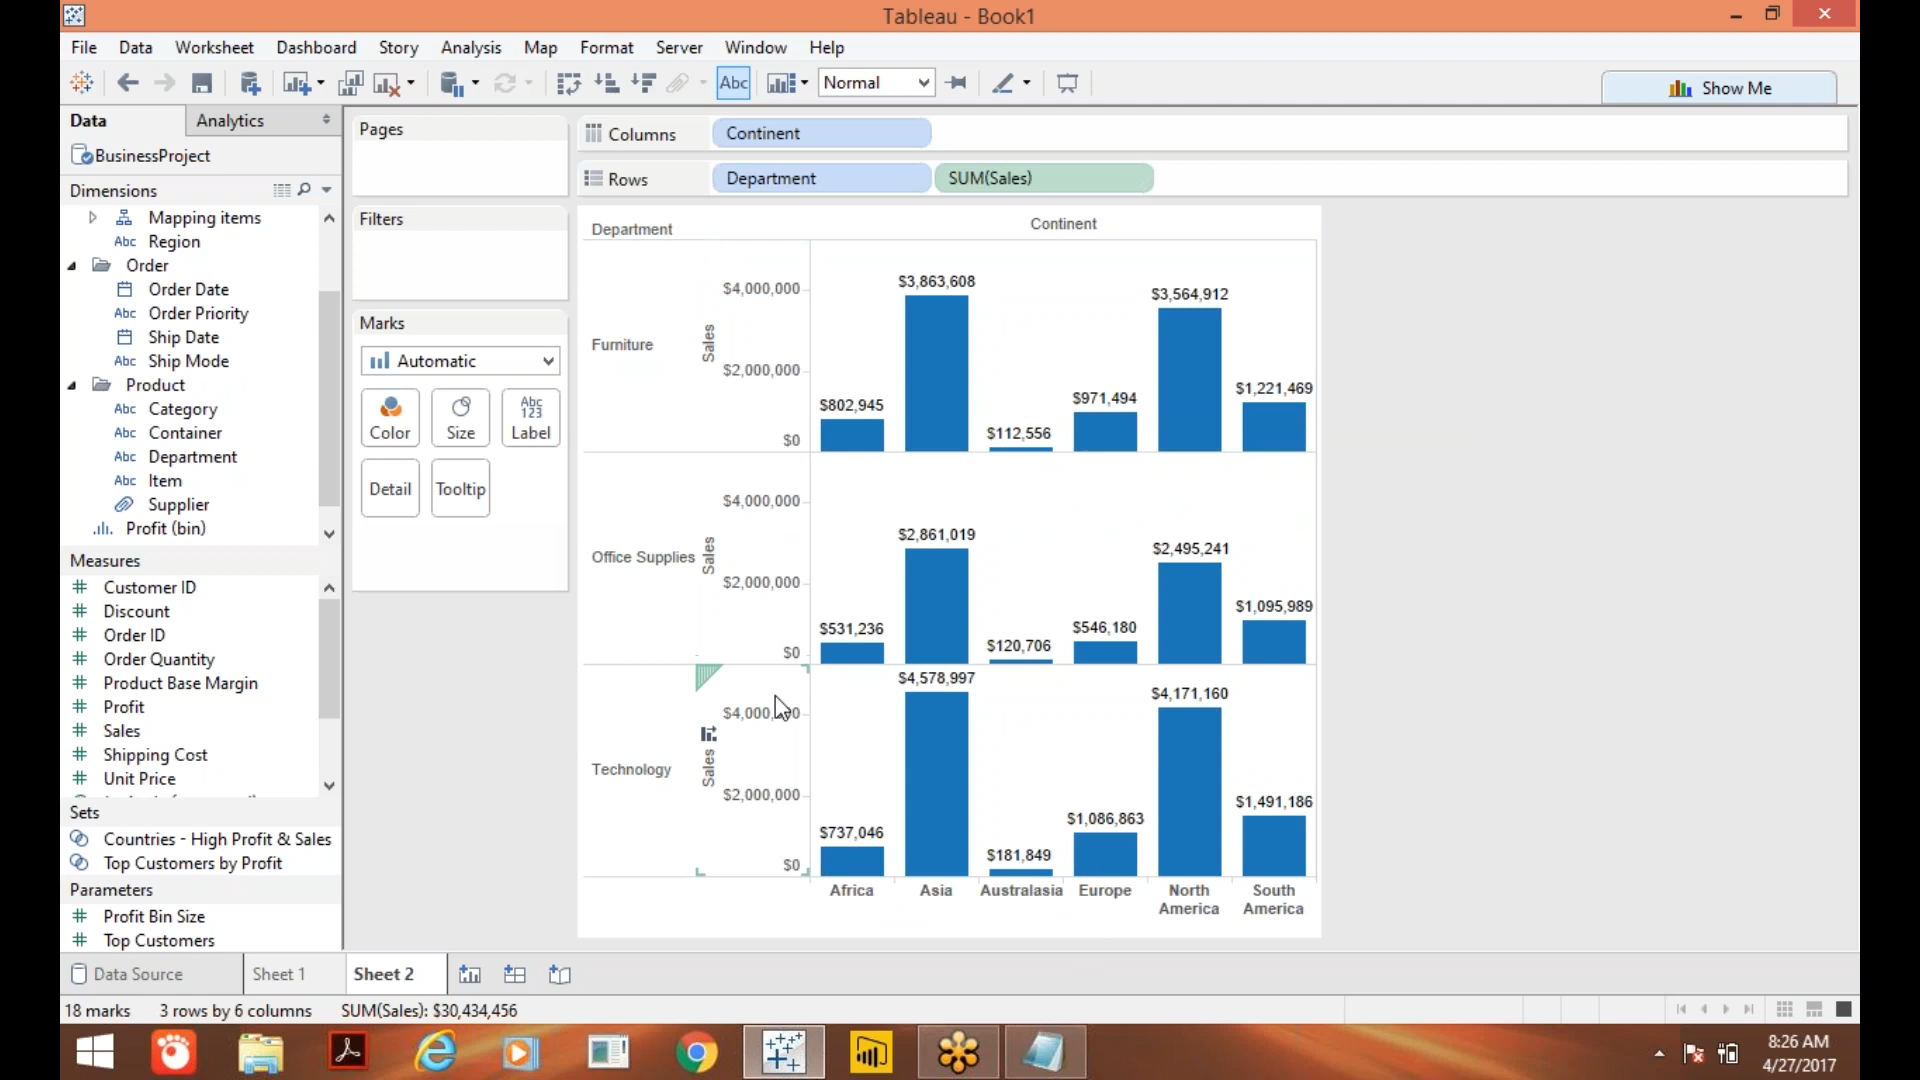 Tableau - Book1
File Data Worksheet Dashboard Story Analysis Map Format Server Window Help
Abc Normal Show Me
Data Analytics
BusinessProject
Dimensions
Mapping items
Abc Region
Order
Order Date
Abc Order Priority
Ship Date
Abc Ship Mode
Product
Abc Category
Abc Container
Abc Department
Abc Item
Supplier
Profit (bin)
Measures
Customer ID
Discount
Order ID
Order Quantity
Product Base Margin
Profit
Sales
Shipping Cost
Unit Price
Sets
Countries - High Profit & Sales
Top Customers by Profit
Parameters
Profit Bin Size
Top Customers
Pages
Filters
Marks
Automatic
Color Size Abc 123 Label
Detail Tooltip
Columns Continent
Rows Department SUM(Sales)
Department Continent
Furniture
Sales
$4,000,000
$2,000,000
$0
$802,945 $3,863,608 $112,556 $971,494 $3,564,912 $1,221,469
Office Supplies
Sales
$4,000,000
$2,000,000
$0
$531,236 $2,861,019 $120,706 $546,180 $2,495,241 $1,095,989
Technology
Sales
$2,000,000
$0
$737,046 $4,578,997 $181,849 $1,086,863 $4,171,160 $1,491,186
Africa Asia Australasia Europe North America South America
Data Source Sheet 1 Sheet 2
18 marks 3 rows by 6 columns SUM(Sales): $30,434,456
8:26 AM
4/27/2017